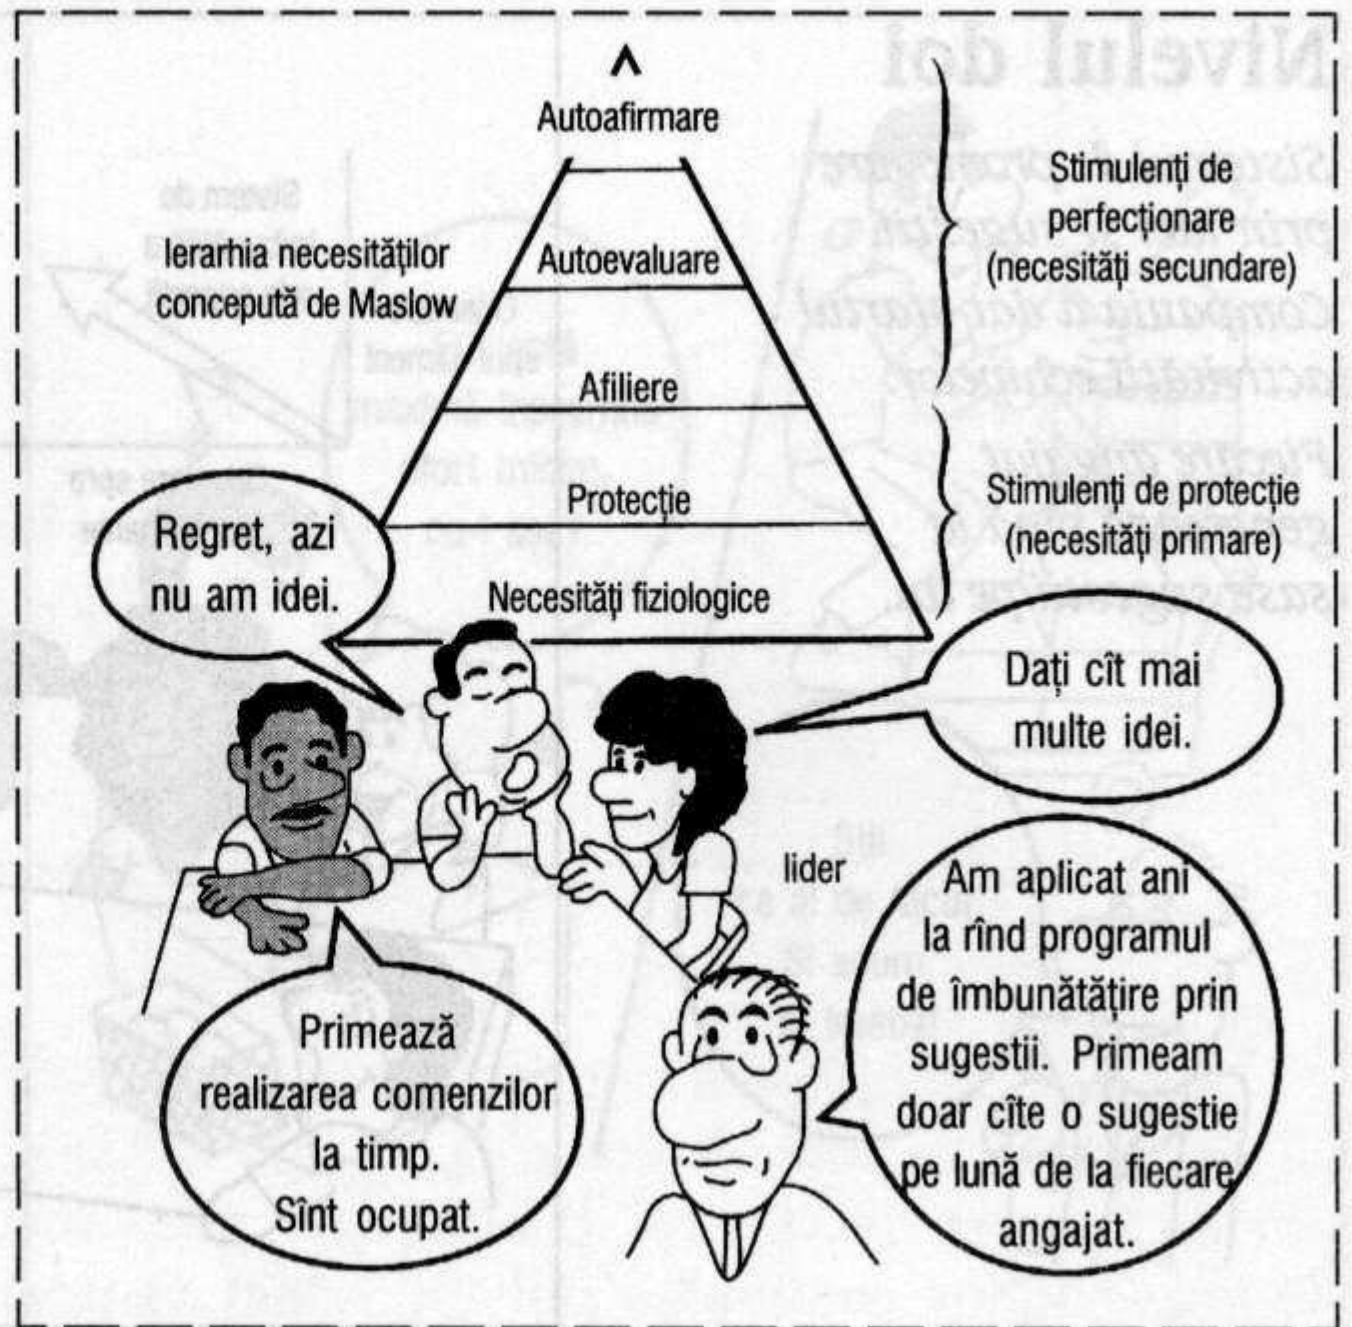 Autoafirmare
Stimulenți de
perfecționare
(necesități secundare)
Ierarhia necesităților
concepută de Maslow
Autoevaluare
Afiliere
Protecție
Stimulenți de protecție
(necesități primare)
Necesități fiziologice
Regret, azi
nu am idei.
Dați cît mai
multe idei.
lider
Am aplicat ani
la rînd programul
de îmbunătățire prin
sugestii. Primeam
doar cîte o sugestie
pe lună de la fiecare
angajat.
Primează
realizarea comenzilor
la timp.
Sînt ocupat.
Nivelul doi